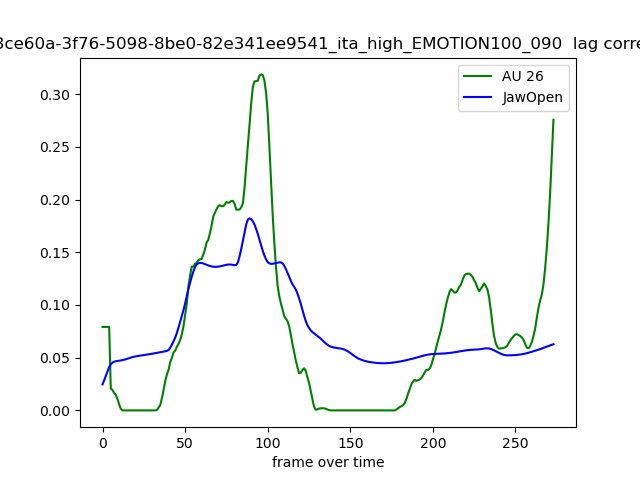 3ce60a-3f76-5098-8be0-82e341ee9541_ita_high_EMOTION100_090 lag corre
AU 26
JawOpen
0.30
0.25
0.20
0.15
0.10
0.05
0.00
0 50 100 150 200 250
frame over time